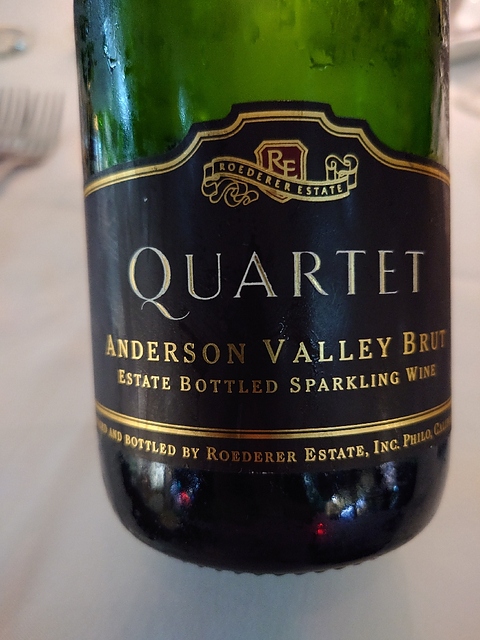 RE
ROEDERER ESTATE
QUARTET
ANDERSON VALLEY BRUT
ESTATE BOTTLED SPARKLING WINE
AND BOTTLED BY ROEDERER ESTATE, INC. PHILO,